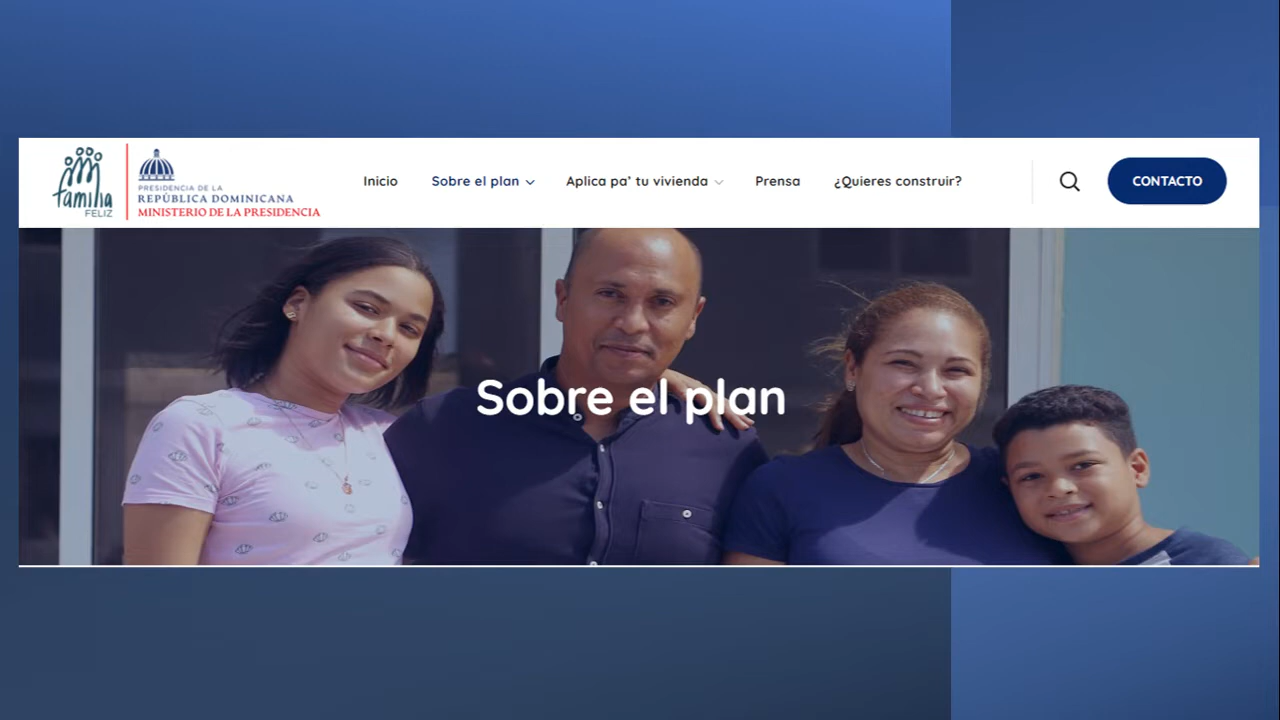 familia
FELIZ
PRESIDENCIA DE LA
REPÚBLICA DOMINICANA
MINISTERIO DE LA PRESIDENCIA
Inicio
Sobre el plan
Aplica pa' tu vivienda
Prensa
¿Quieres construir?
CONTACTO
Sobre el plan